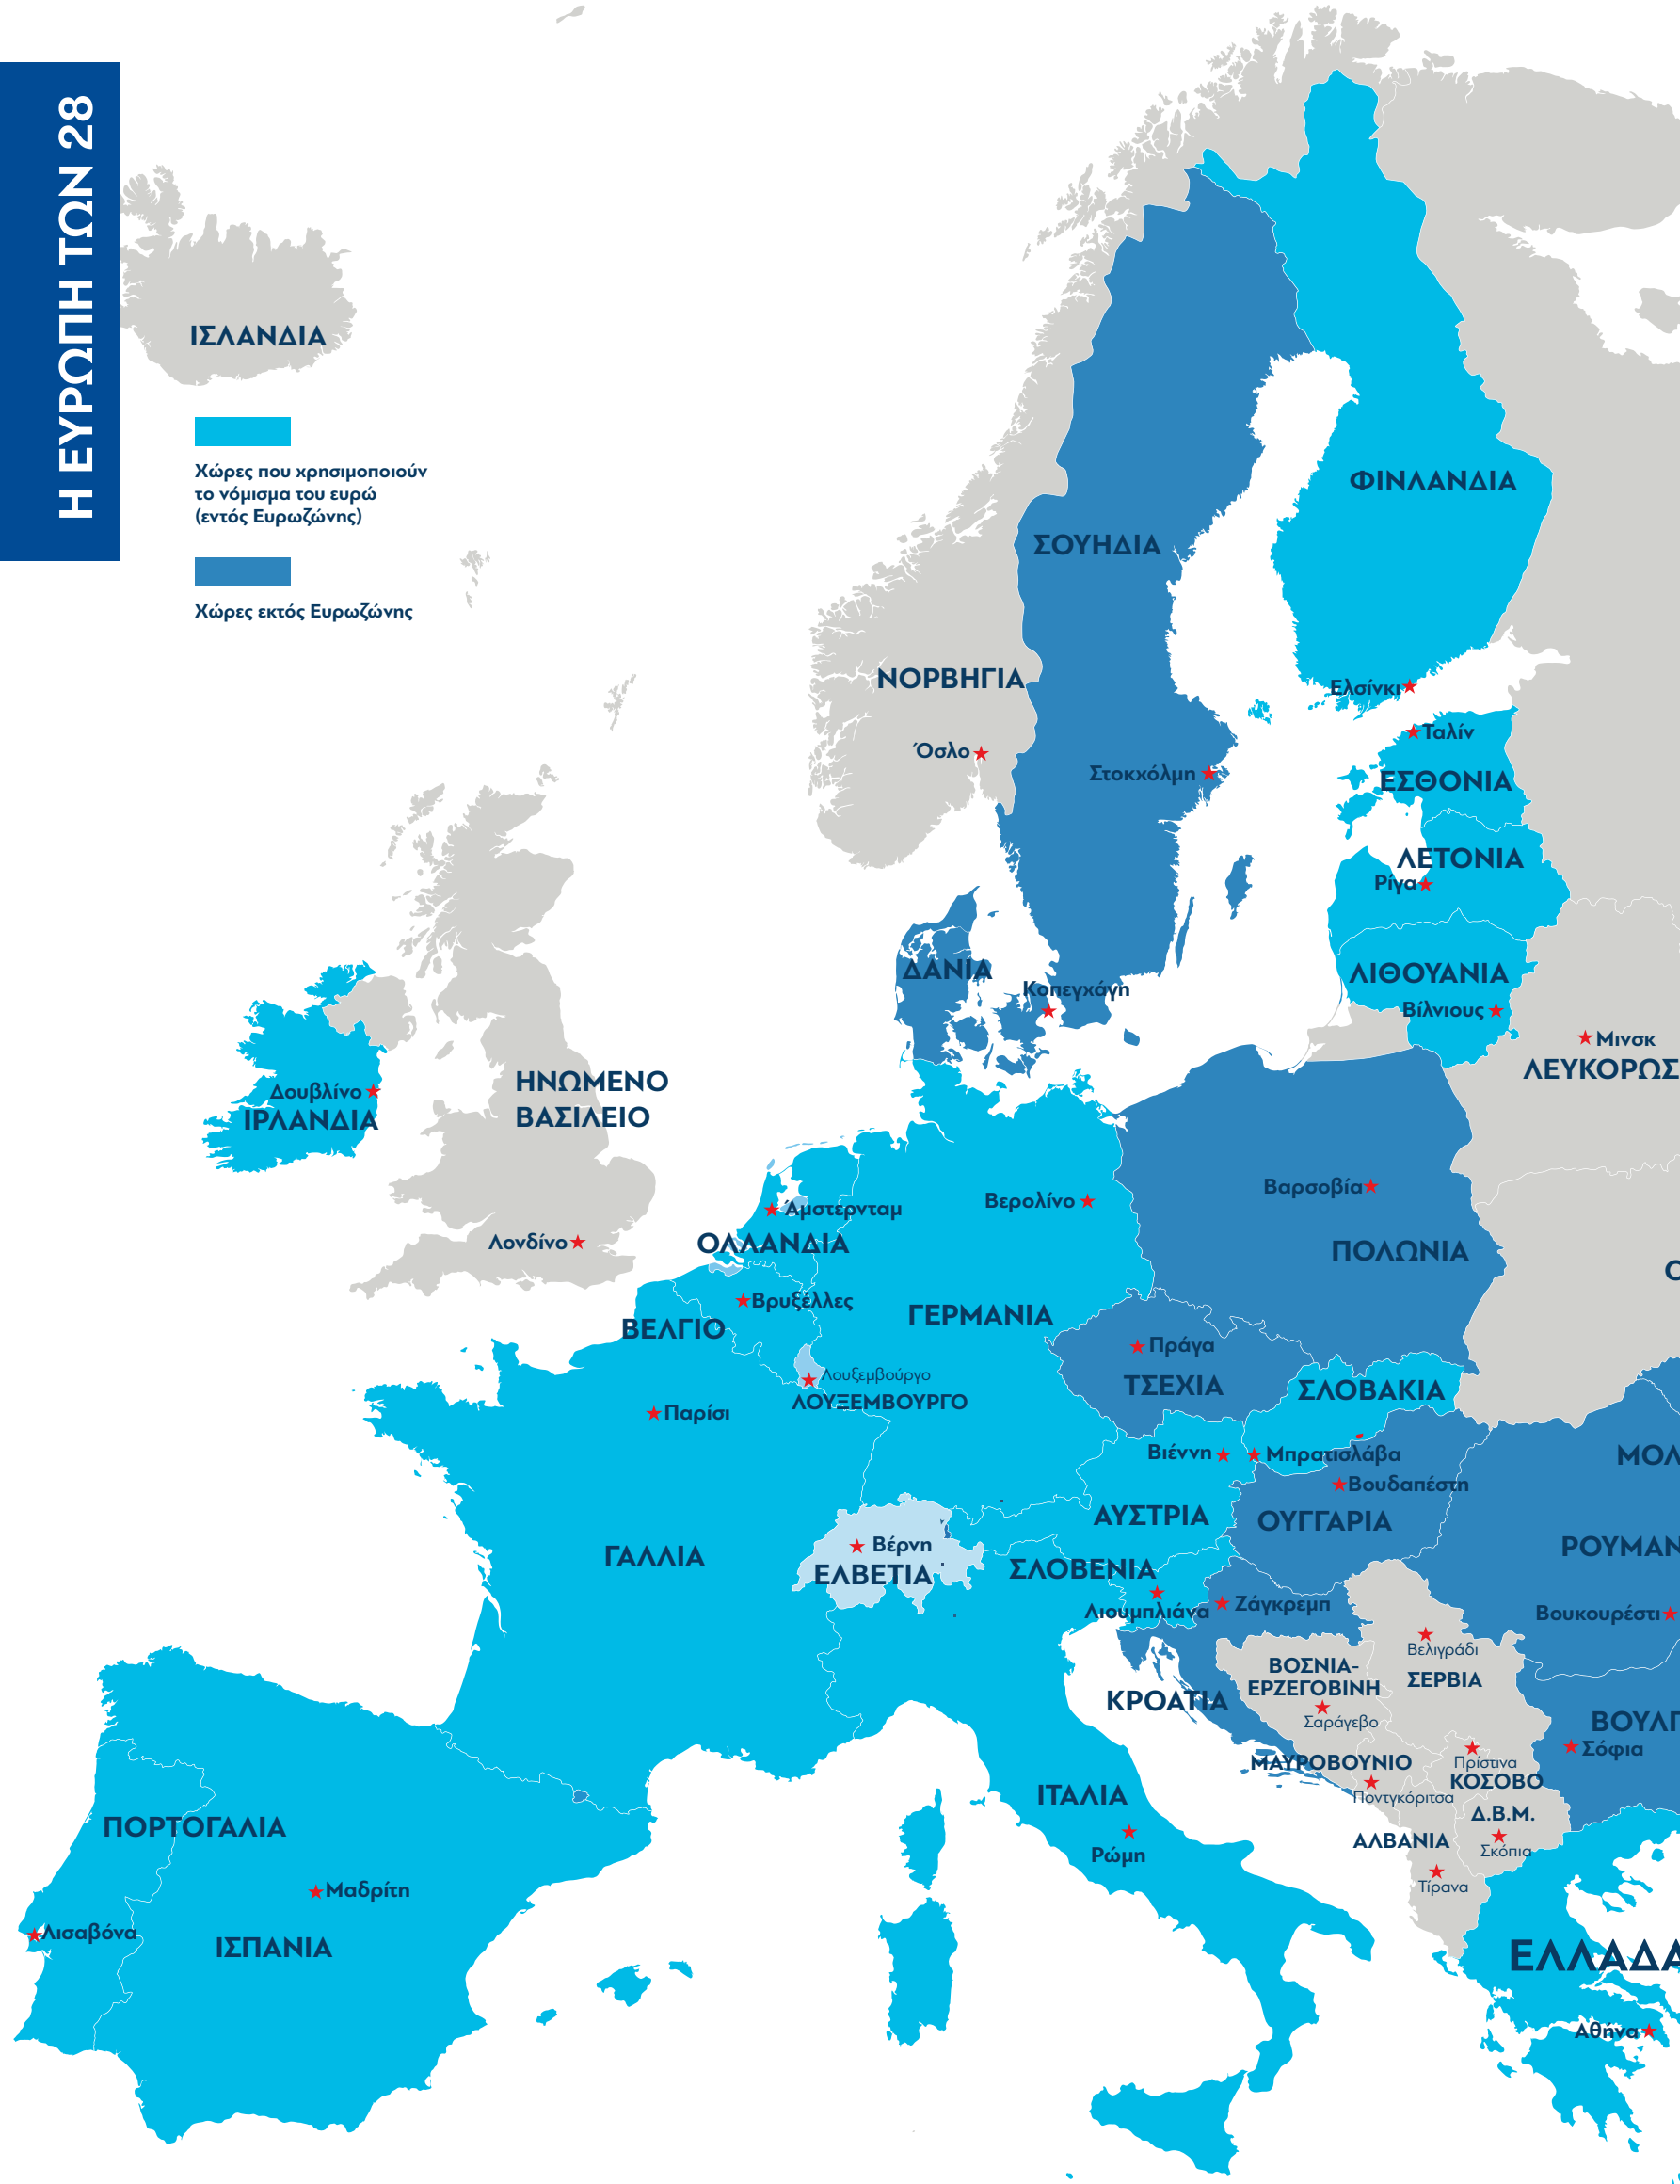 Η ΕΥΡΩΠΗ ΤΩΝ 28
ΙΣΛΑΝΔΙΑ
Χώρες που χρησιμοποιούν
το νόμισμα του ευρώ
(εντός Ευρωζώνης)
Χώρες εκτός Ευρωζώνης
ΦΙΝΛΑΝΔΙΑ
ΣΟΥΗΔΙΑ
ΝΟΡΒΗΓΙΑ
Ελσίνκι
Ταλίν
Όσλο
Στοκχόλμη
ΕΣΘΟΝΙΑ
ΛΕΤΟΝΙΑ
Ρίγα
ΔΑΝΙΑ
Κοπεγχάγη
ΛΙΘΟΥΑΝΙΑ
Βίλνιους
Μινσκ
ΛΕΥΚΟΡΩΣ
ΗΝΩΜΕΝΟ
ΒΑΣΙΛΕΙΟ
Δουβλίνο
ΙΡΛΑΝΔΙΑ
Λονδίνο
Άμστερνταμ
ΟΛΛΑΝΔΙΑ
Βερολίνο
Βαρσοβία
ΠΟΛΩΝΙΑ
Ο
Βρυξέλλες
ΒΕΛΓΙΟ
ΓΕΡΜΑΝΙΑ
Πράγα
ΤΣΕΧΙΑ
Λουξεμβούργο
ΛΟΥΞΕΜΒΟΥΡΓΟ
ΣΛΟΒΑΚΙΑ
Παρίσι
Βιέννη
Μπρατισλάβα
ΜΟΛ
Βουδαπέστη
ΑΥΣΤΡΙΑ
ΟΥΓΓΑΡΙΑ
ΓΑΛΛΙΑ
Βέρνη
ΕΛΒΕΤΙΑ
ΡΟΥΜΑΝ
ΣΛΟΒΕΝΙΑ
Λιουμπλιάνα
Ζάγκρεμπ
Βουκουρέστι
Βελιγράδι
ΣΕΡΒΙΑ
ΒΟΣΝΙΑ-
ΕΡΖΕΓΟΒΙΝΗ
Σαράγεβο
ΚΡΟΑΤΙΑ
ΒΟΥΛΓ
Σόφια
ΜΑΥΡΟΒΟΥΝΙΟ
Ποντγκόριτσα
Πρίστινα
ΚΟΣΟΒΟ
ΙΤΑΛΙΑ
Ρώμη
Δ.Β.Μ.
Σκόπια
ΑΛΒΑΝΙΑ
Τίρανα
ΠΟΡΤΟΓΑΛΙΑ
Μαδρίτη
Λισαβόνα
ΙΣΠΑΝΙΑ
ΕΛΛΑΔΑ
Αθήνα